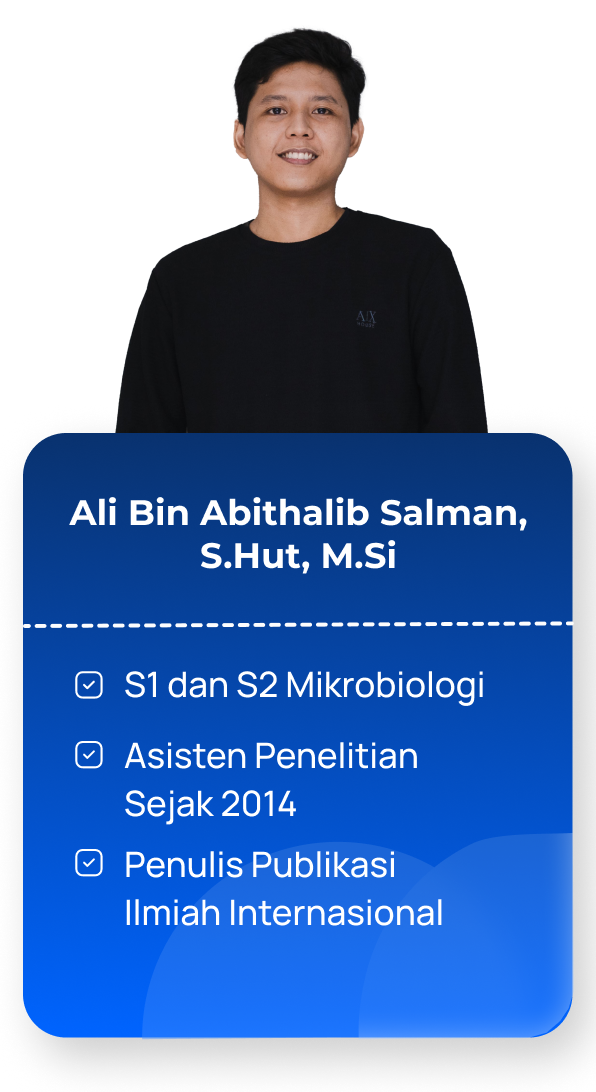 A|X
Ali Bin Abithalib Salman,
S.Hut, M.Si
S1 dan S2 Mikrobiologi
Asisten Penelitian
Sejak 2014
Penulis Publikasi
Ilmiah Internasional